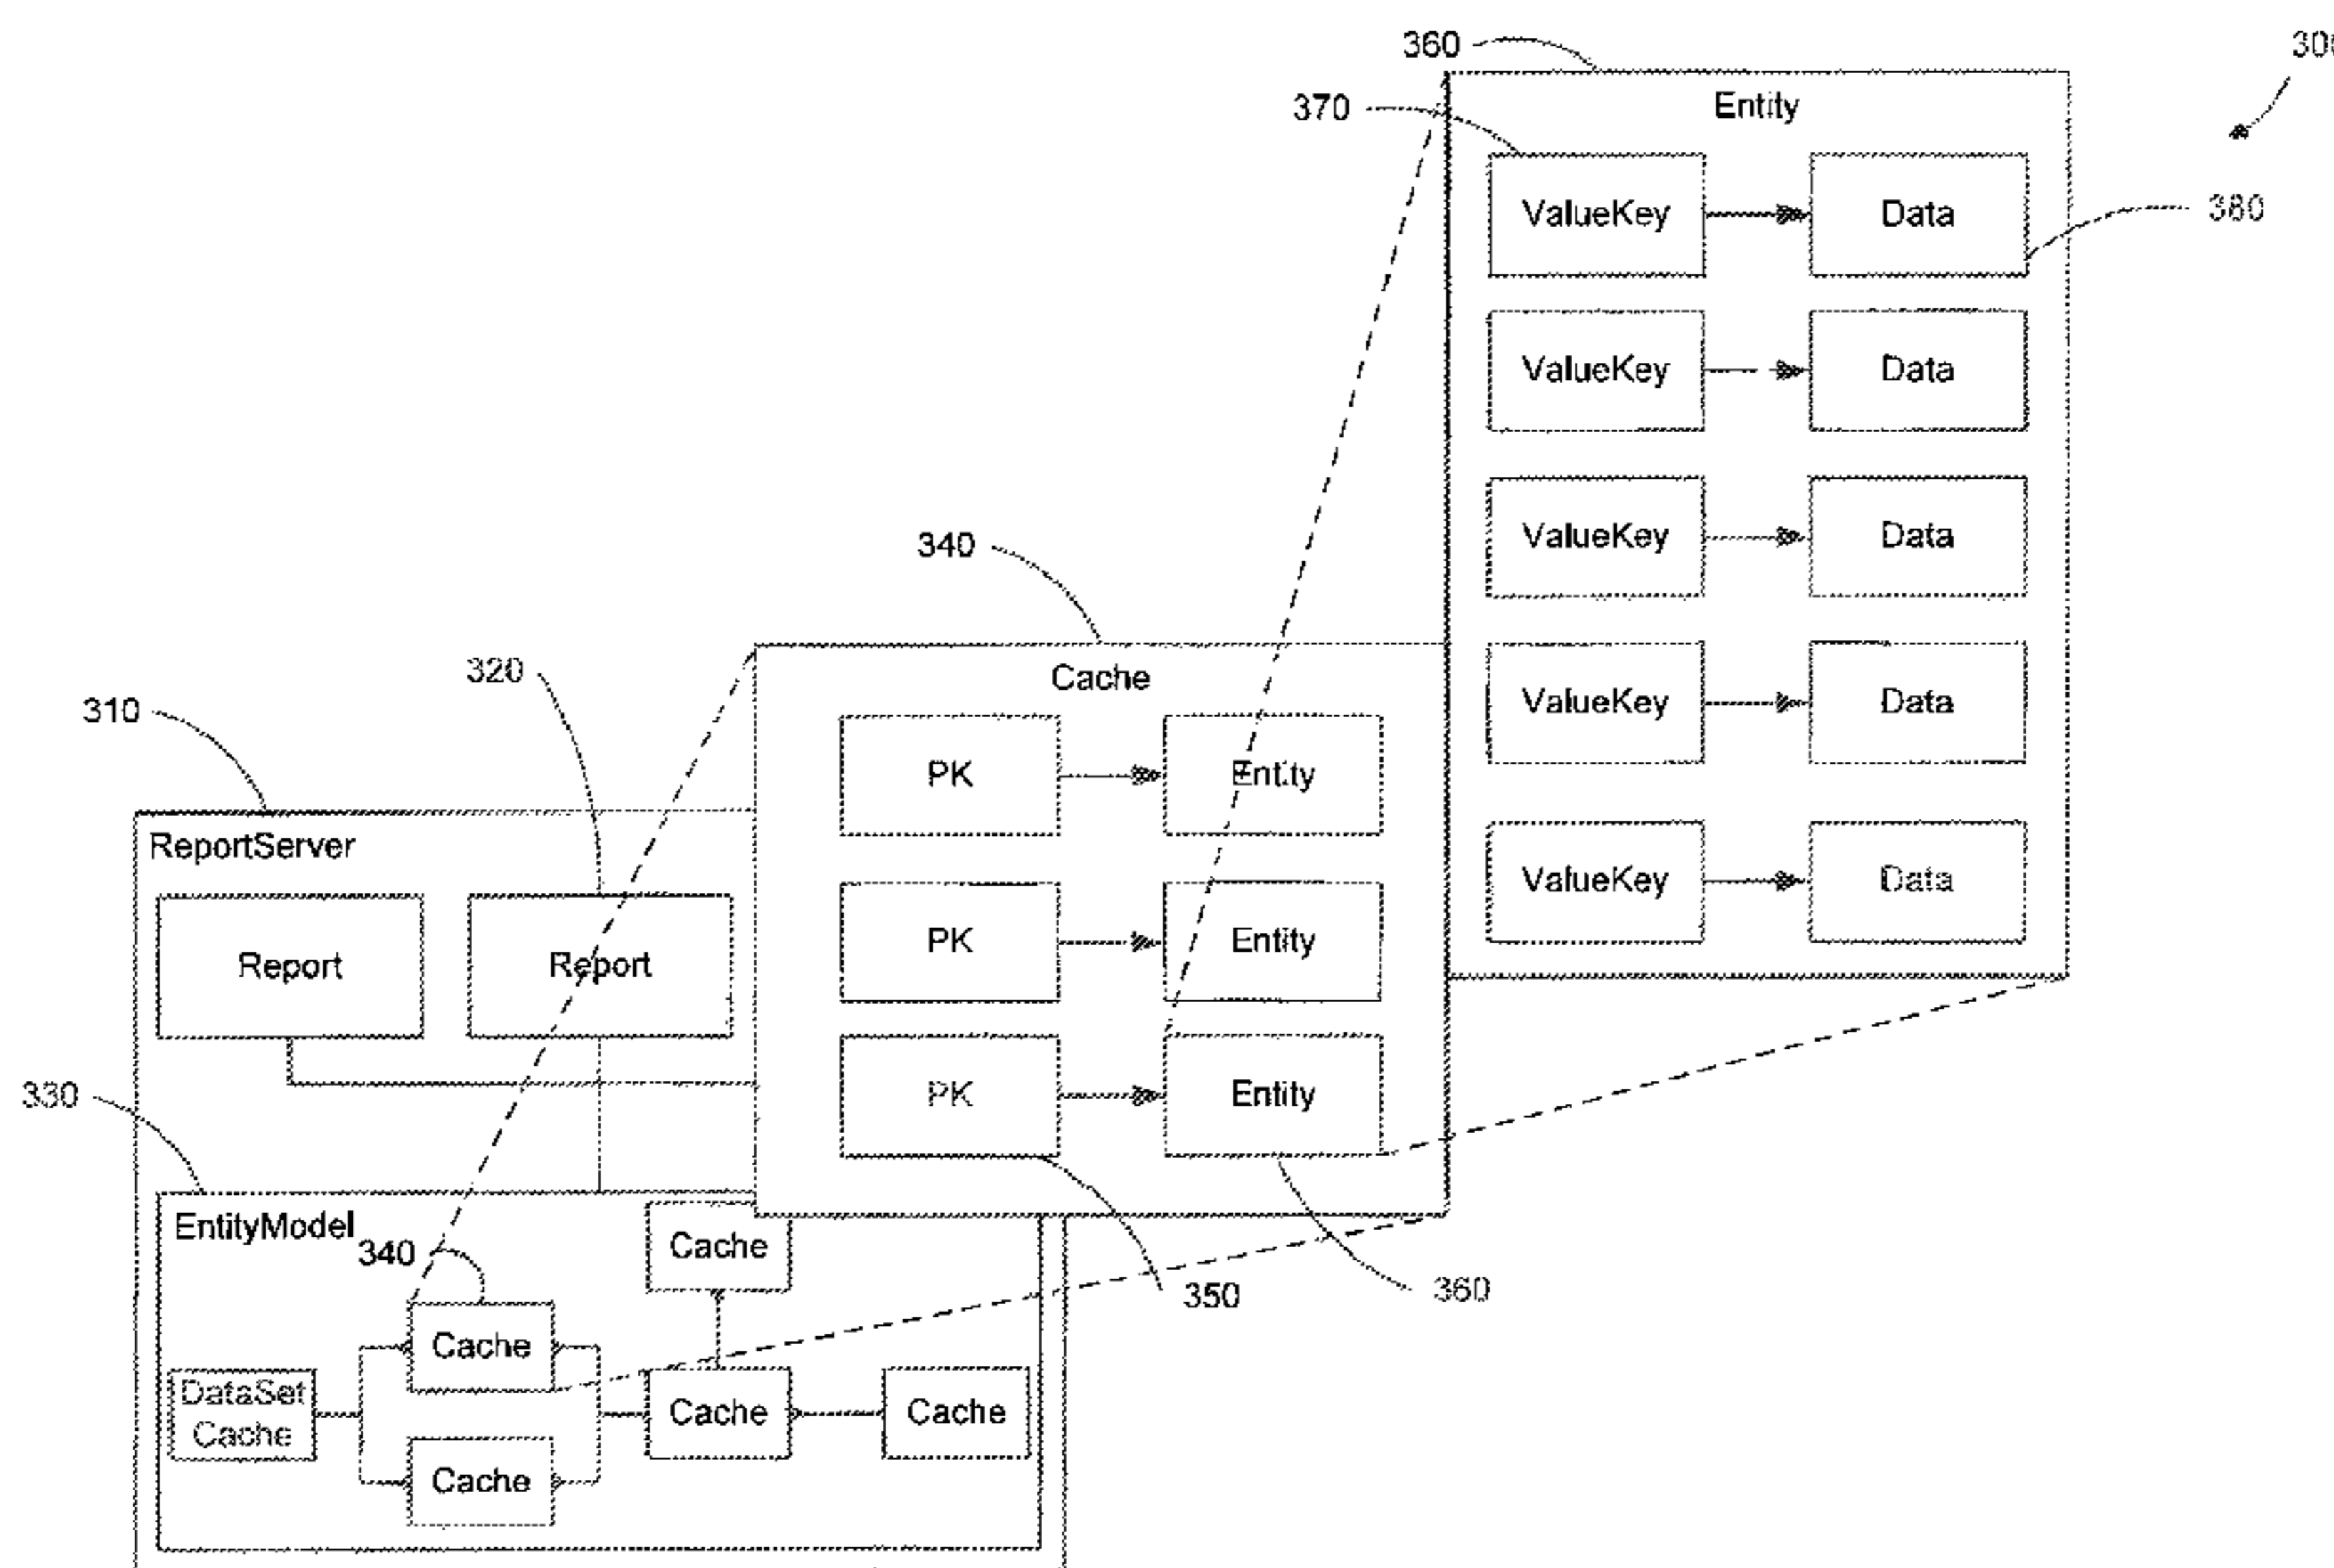 360
370
Entity
ValueKey
Data
380
ValueKey
Data
ValueKey
Data
ValueKey
Data
ValueKey
Data
340
Cache
PK
Entity
PK
Entity
PK
Entity
350
360
310
320
ReportServer
Report
Report
330
EntityModel
340
Cache
Cache
DataSet
Cache
Cache
Cache
Cache